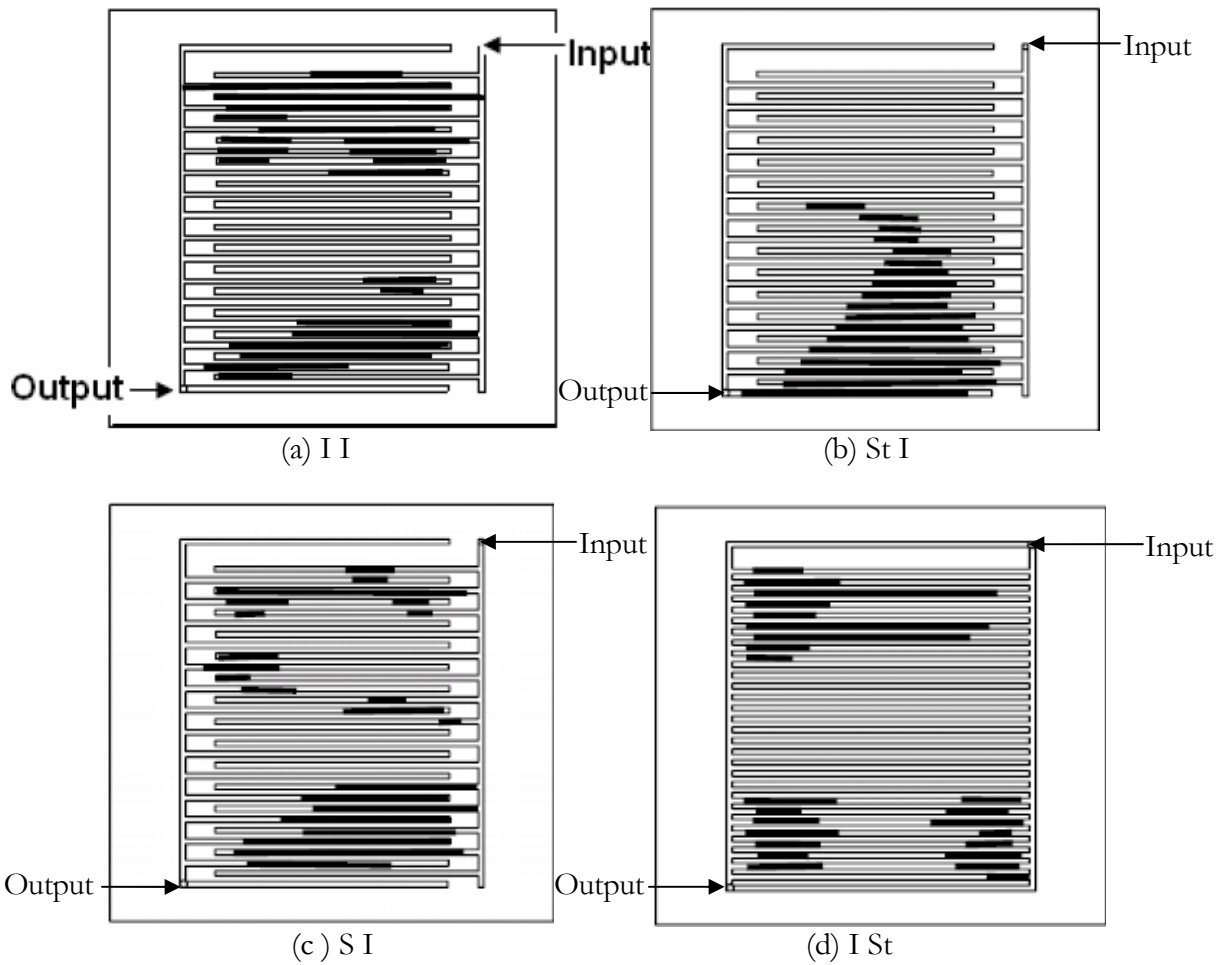 Input
Output
(a) I I
Input
Output
(b) St I
Input
Output
(c ) S I
Input
Output
(d) I St